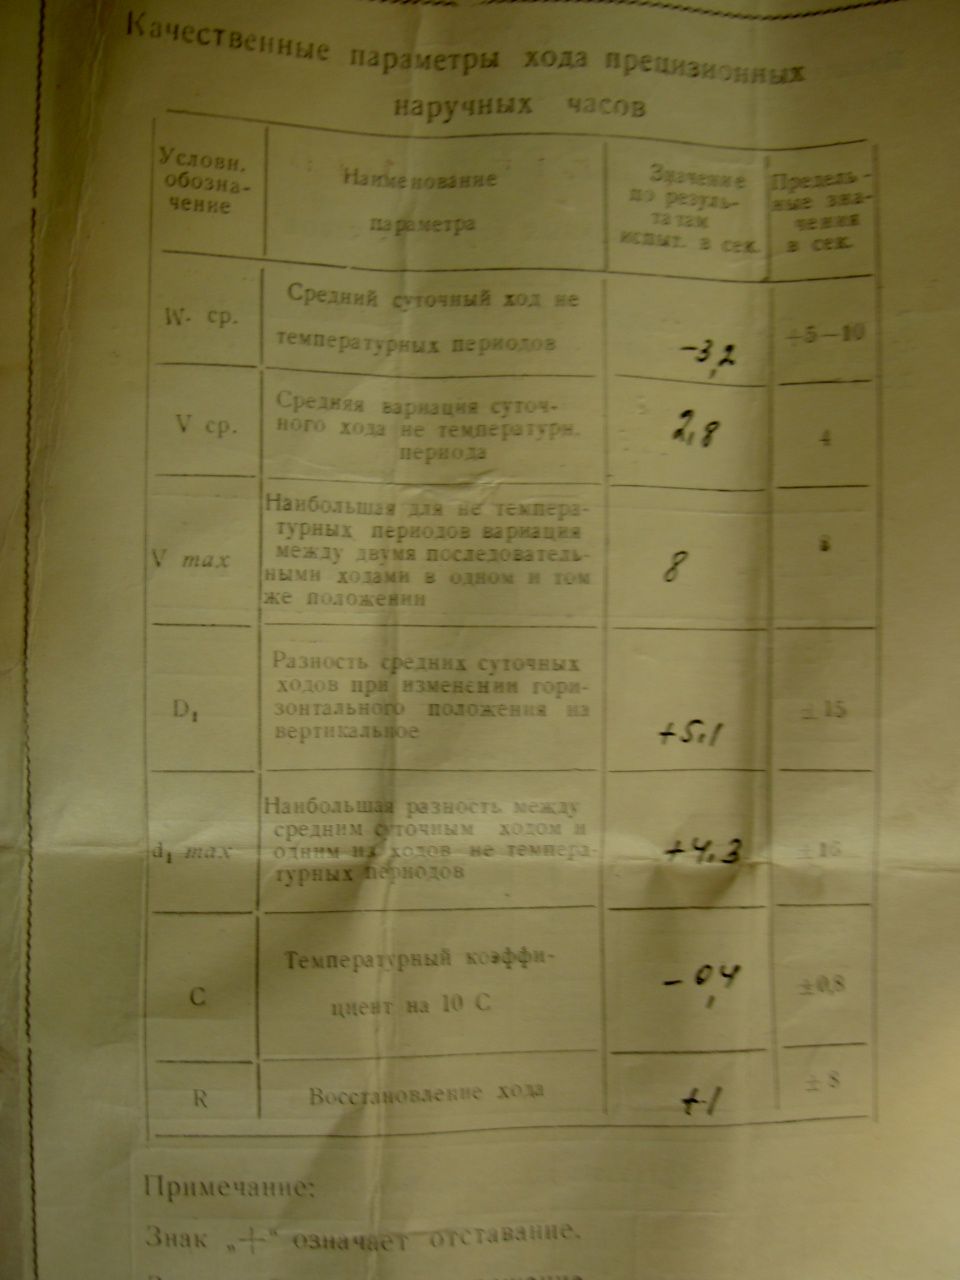 Качественные параметры хода прецизионных
наручных часов
Условн.
обозна-
чение
Наименование
параметра
Значение
по резуль-
татам
испыт. в сек.
Предель-
ные зна-
чения
в сек.
W. ср.
Средний суточный ход не
температурных периодов
-3,2
+5—10
V ср.
Средняя вариация суточ-
ного хода не температурн.
периода
2,8
4
V max
Наибольшая для не темпера-
турных периодов вариация
между двумя последователь-
ными ходами в одном и том
же положении
8
D₁
Разность средних суточных
ходов при изменении гори-
зонтального положения на
вертикальное
+5,1
±15
d₁ max
Наибольшая разность между
средним суточным ходом и
одним из ходов не темпера-
турных периодов
+4,3
С
Температурный коэффи-
циент на 10 С
-0,4
±0,8
R
Восстановление хода
+1
±8
Примечание:
Знак „+“ означает отставание.